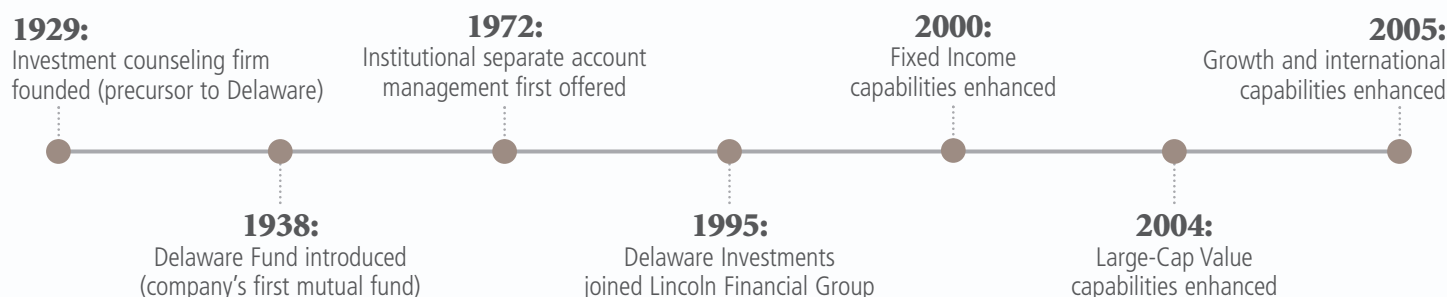 1929:
Investment counseling firm
founded (precursor to Delaware)
1938:
Delaware Fund introduced
(company's first mutual fund)
1972:
Institutional separate account
management first offered
1995:
Delaware Investments
joined Lincoln Financial Group
2000:
Fixed Income
capabilities enhanced
2004:
Large-Cap Value
capabilities enhanced
2005:
Growth and international
capabilities enhanced